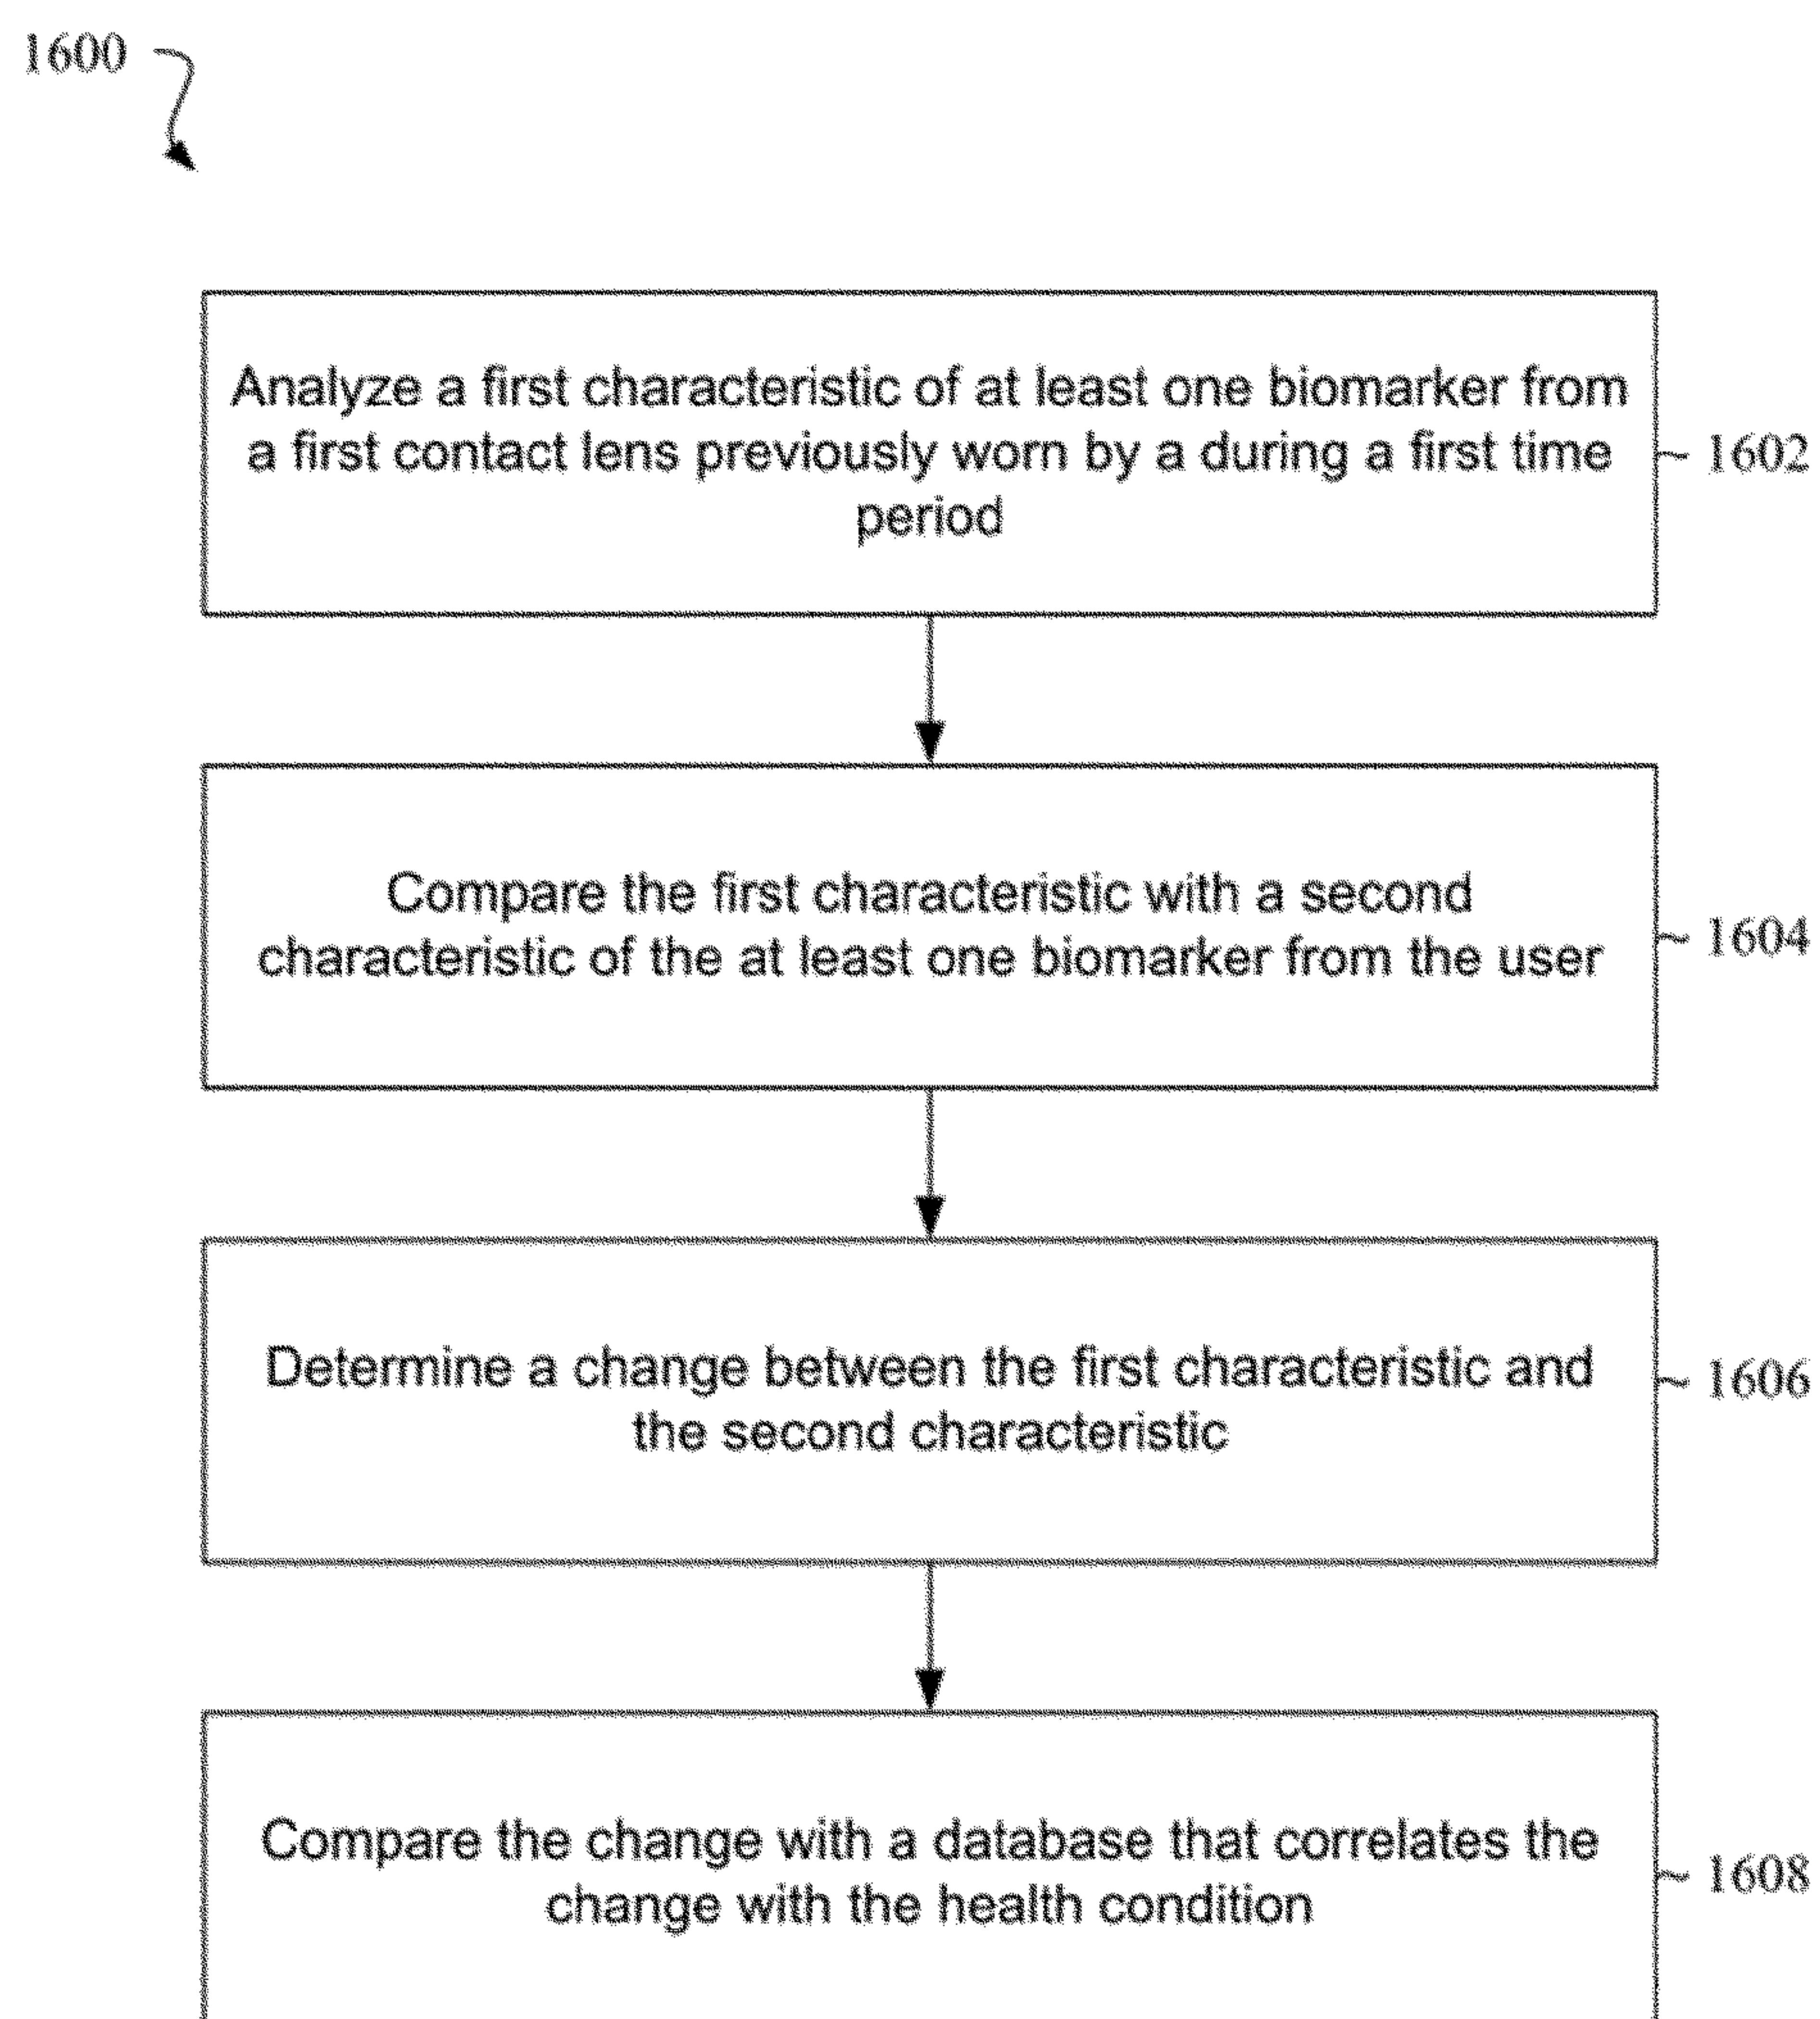 1600
Analyze a first characteristic of at least one biomarker from
a first contact lens previously worn by a during a first time
period
1602
Compare the first characteristic with a second
characteristic of the at least one biomarker from the user
1604
Determine a change between the first characteristic and
the second characteristic
1606
Compare the change with a database that correlates the
change with the health condition
1608